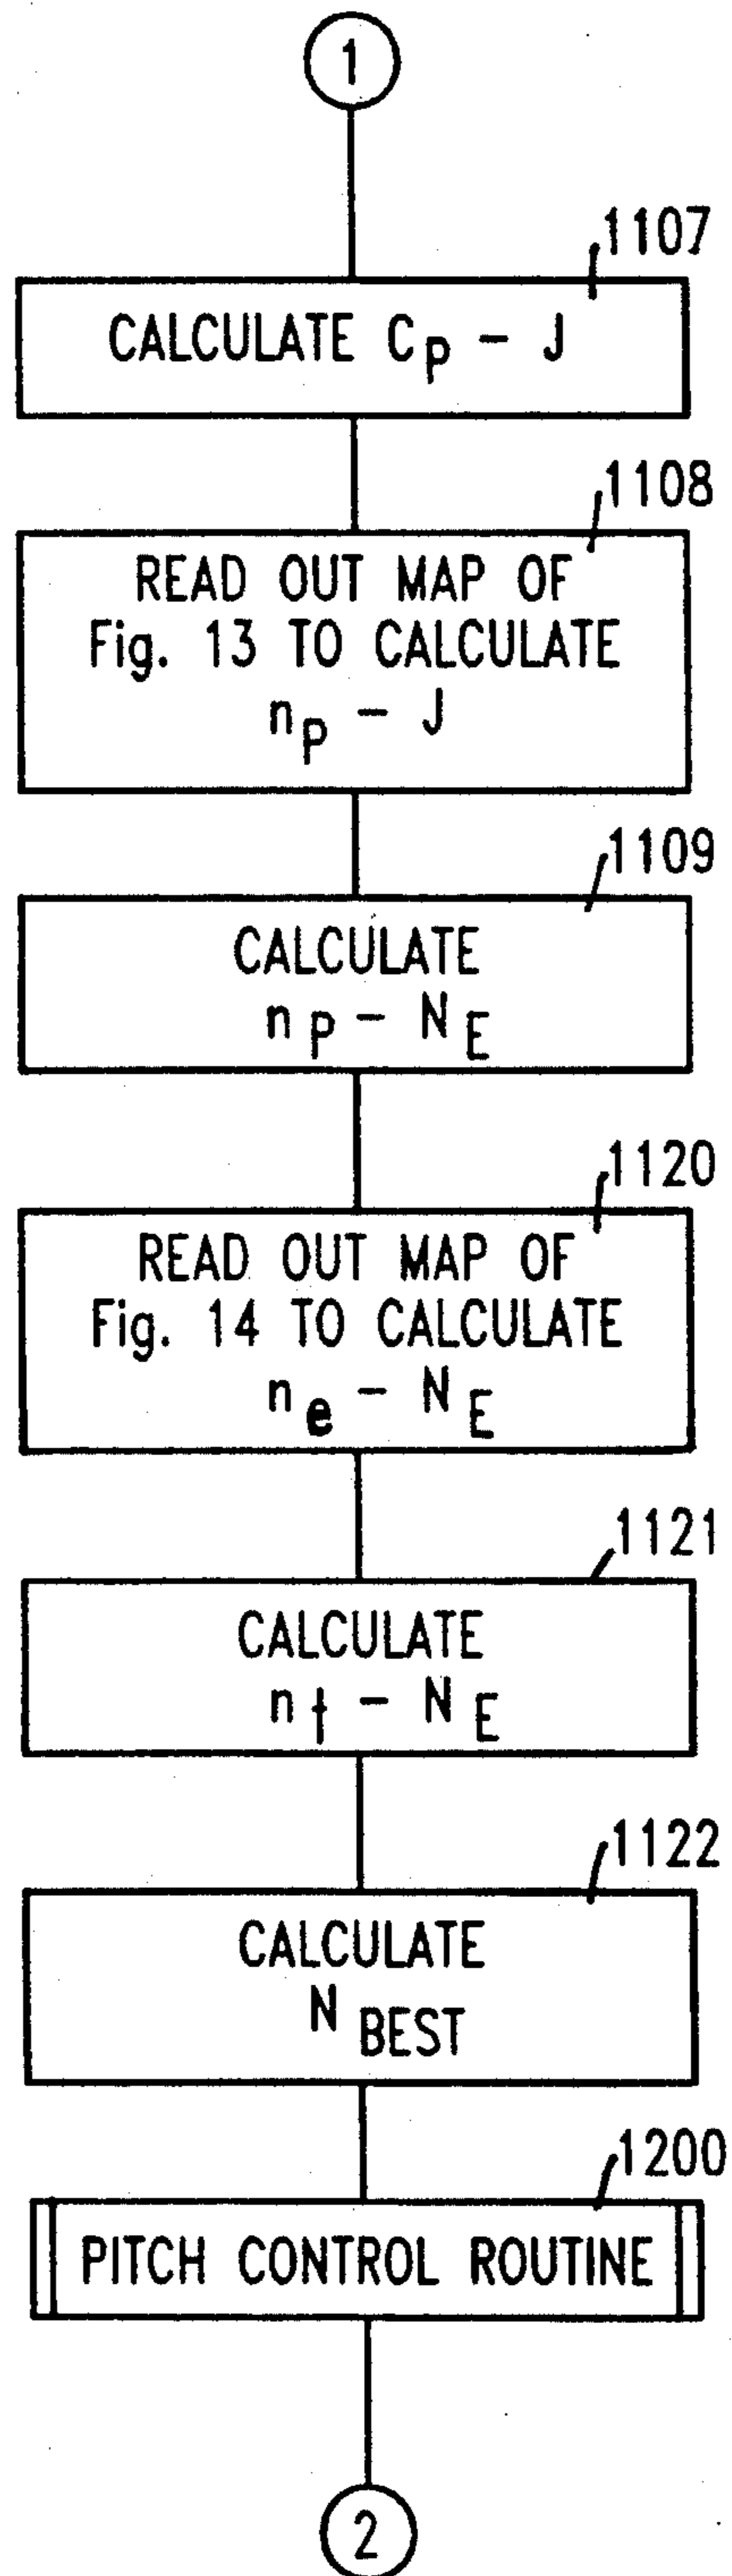 1
1107
CALCULATE Cp - J
1108
READ OUT MAP OF
Fig. 13 TO CALCULATE
np - J
1109
CALCULATE
nP - NE
1120
READ OUT MAP OF
Fig. 14 TO CALCULATE
ne - NE
1121
CALCULATE
nt - NE
1122
CALCULATE
N BEST
1200
PITCH CONTROL ROUTINE
2